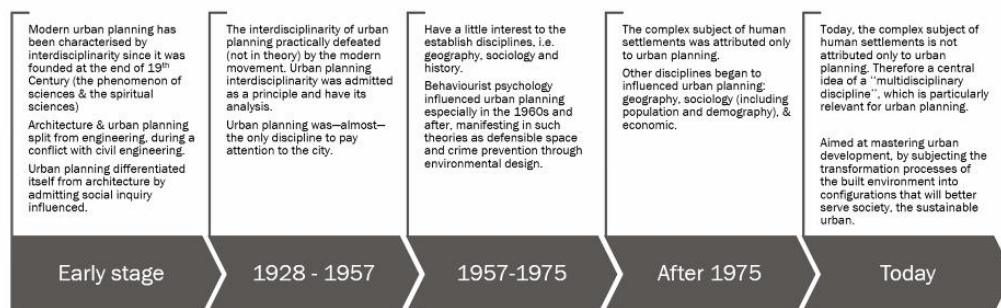 Modern urban planning has
been characterised by
interdisciplinarity since it was
founded at the end of 19th
Century (the phenomenon of
sciences & the spiritual
sciences)
Architecture & urban planning
split from engineering, during a
conflict with civil engineering.
Urban planning differentiated
itself from architecture by
admitting social inquiry
influenced.
Early stage
The interdisciplinarity of urban
planning practically defeated
(not in theory) by the modern
movement. Urban planning
interdisciplinarity was admitted
as a principle and have its
analysis.
Urban planning was—almost—
the only discipline to pay
attention to the city.
1928 - 1957
Have a little interest to the
establish disciplines, i.e.
geography, sociology and
history.
Behaviourist psychology
influenced urban planning
especially in the 1960s and
after, manifesting in such
theories as defensible space
and crime prevention through
environmental design.
1957-1975
The complex subject of human
settlements was attributed only
to urban planning.
Other disciplines began to
influenced urban planning:
geography, sociology (including
population and demography), &
economic.
After 1975
Today, the complex subject of
human settlements is not
attributed only to urban
planning. Therefore a central
idea of a ‘‘multidisciplinary
discipline’’, which is particularly
relevant for urban planning.
Aimed at mastering urban
development, by subjecting the
transformation processes of
the built environment into
configurations that will better
serve society, the sustainable
urban.
Today